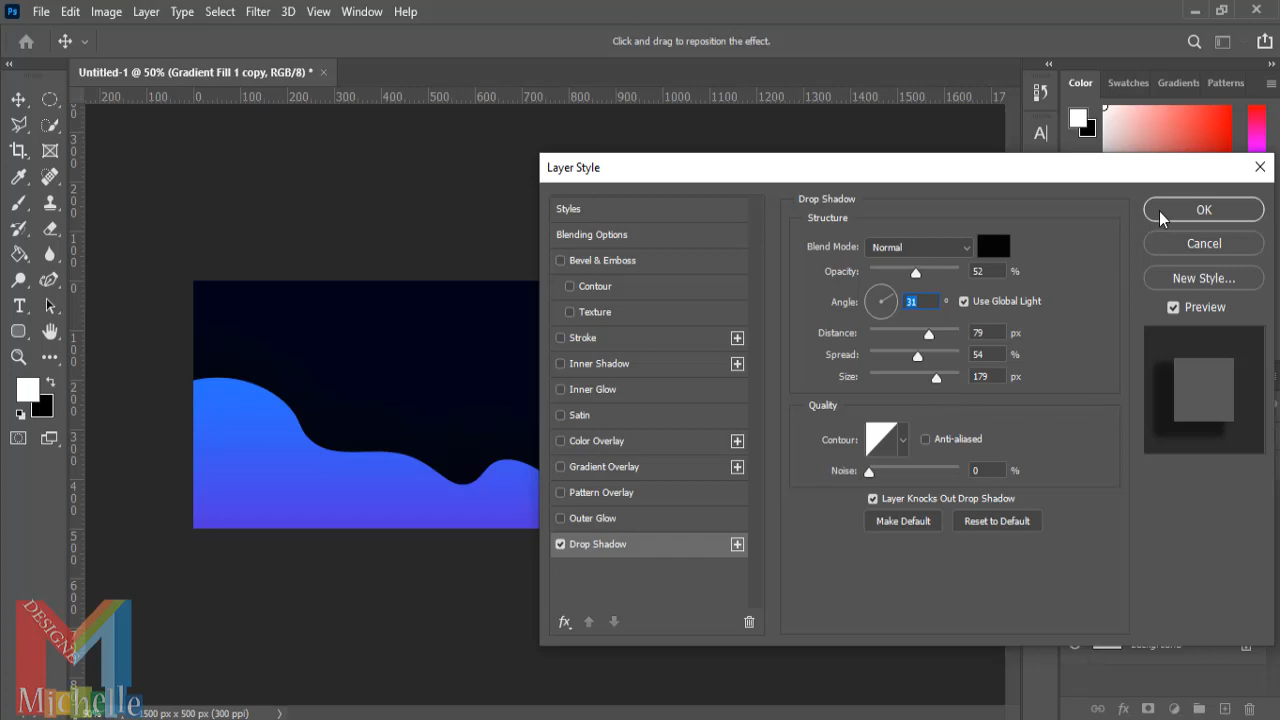 Ps File Edit Image Layer Type Select Filter 3D View Window Help
Click and drag to reposition the effect.
Untitled-1 @ 50% (Gradient Fill 1 copy, RGB/8) * ×
Color Swatches Gradients Patterns
200 100 0 100 200 300 400 500 600 700 800 900 1000 1100 1200 1300 1400 1500 1600 17
Layer Style
Styles
Blending Options
Bevel & Emboss
Contour
Texture
Stroke
Inner Shadow
Inner Glow
Satin
Color Overlay
Gradient Overlay
Pattern Overlay
Outer Glow
Drop Shadow
fx
Drop Shadow
Structure
Blend Mode: Normal
Opacity: 52 %
Angle: 31 ° Use Global Light
Distance: 79 px
Spread: 54 %
Size: 179 px
Quality
Contour: Anti-aliased
Noise: 0 %
Layer Knocks Out Drop Shadow
Make Default Reset to Default
OK
Cancel
New Style...
Preview
DESIGNE
Michelle
1500 px x 500 px (300 ppi)
fx